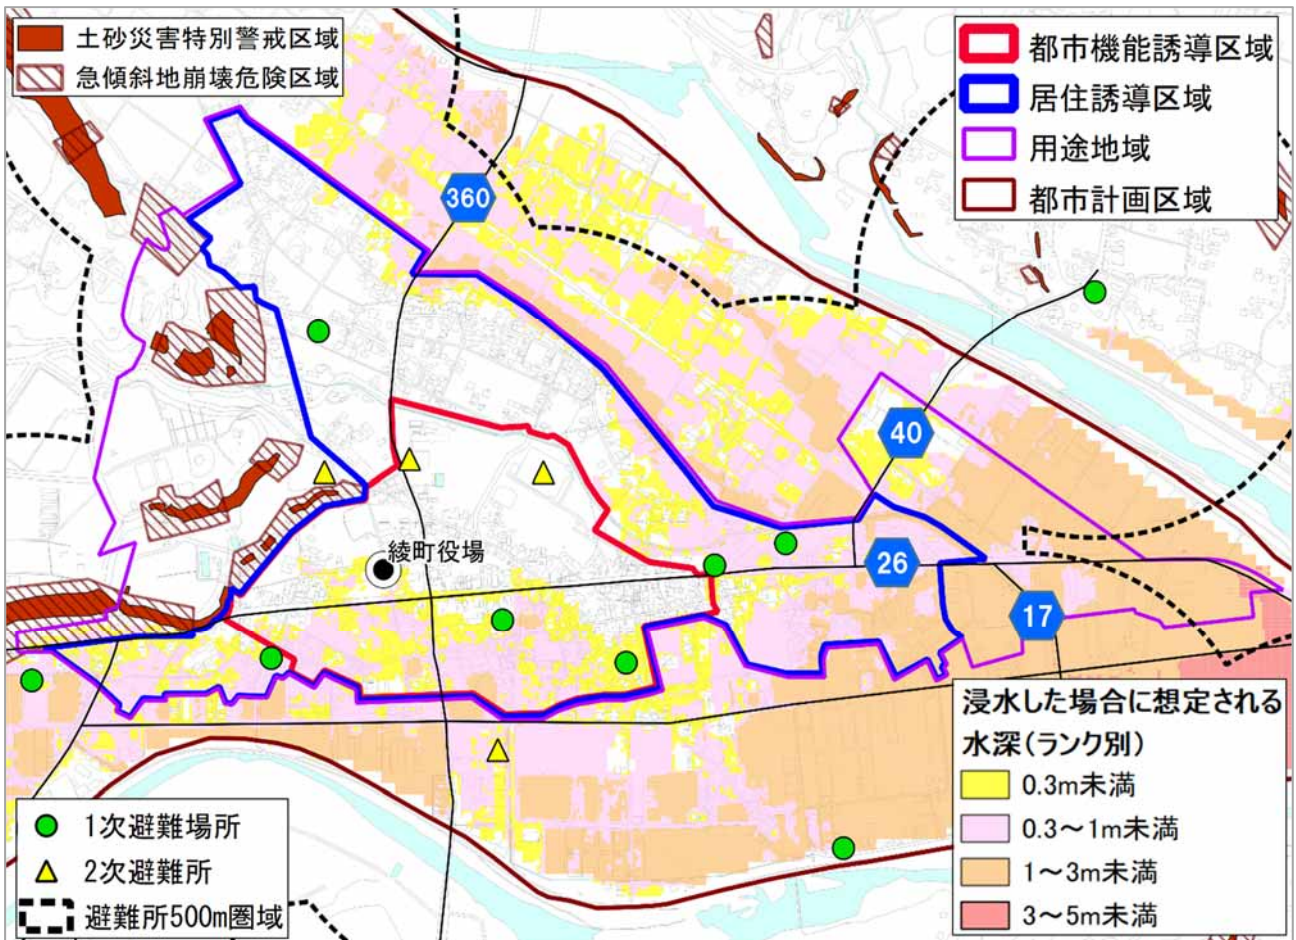 土砂災害特別警戒区域
急傾斜地崩壊危険区域
都市機能誘導区域
居住誘導区域
用途地域
都市計画区域
360
40
26
17
綾町役場
1次避難場所
2次避難所
避難所500m圏域
浸水した場合に想定される
水深(ランク別)
0.3m未満
0.3~1m未満
1~3m未満
3~5m未満